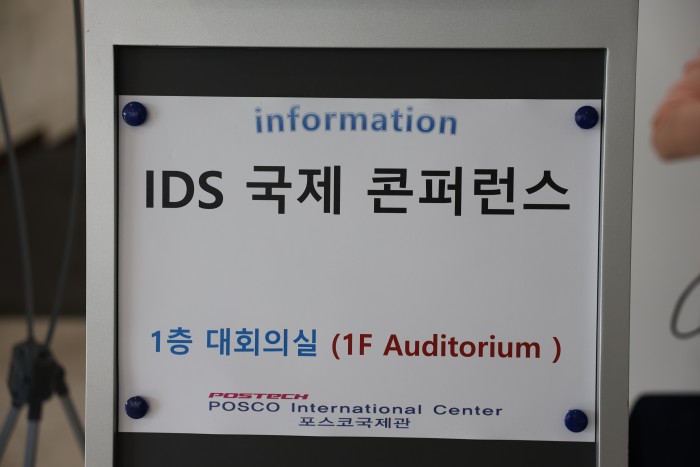 information
IDS 국제 콘퍼런스
1층 대회의실 (1F Auditorium )
POSTECH
POSCO International Center
포스코국제관